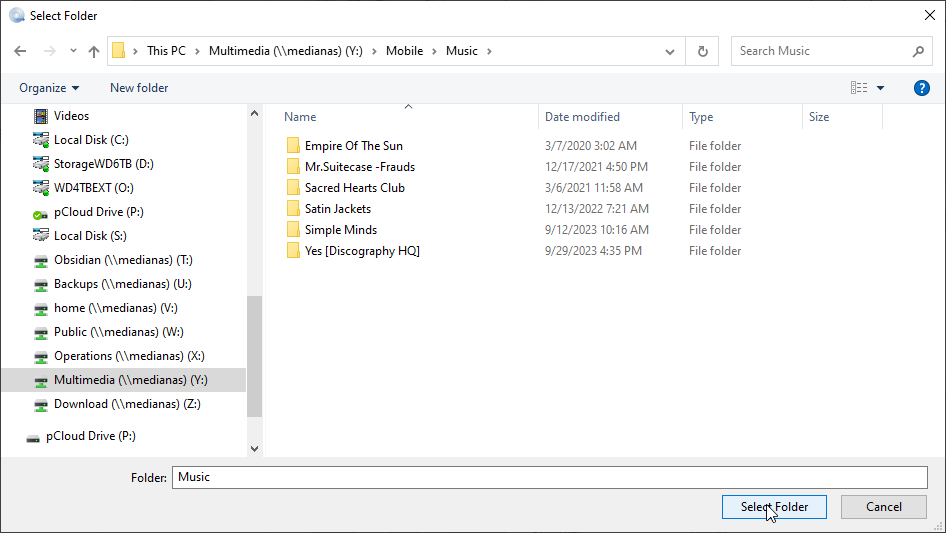 Select Folder
This PC > Multimedia (\\medianas) (Y:) > Mobile > Music >
Search Music
Organize
New folder
?
Name Date modified Type Size
Videos
Local Disk (C:)
StorageWD6TB (D:)
WD4TBEXT (O:)
pCloud Drive (P:)
Local Disk (S:)
Obsidian (\\medianas) (T:)
Backups (\\medianas) (U:)
home (\\medianas) (V:)
Public (\\medianas) (W:)
Operations (\\medianas) (X:)
Multimedia (\\medianas) (Y:)
Download (\\medianas) (Z:)
pCloud Drive (P:)
Empire Of The Sun 3/7/2020 3:02 AM File folder
Mr.Suitecase -Frauds 12/17/2021 4:50 PM File folder
Sacred Hearts Club 3/6/2021 11:58 AM File folder
Satin Jackets 12/13/2022 7:21 AM File folder
Simple Minds 9/12/2023 10:16 AM File folder
Yes [Discography HQ] 9/29/2023 4:35 PM File folder
Folder: Music
Select Folder
Cancel